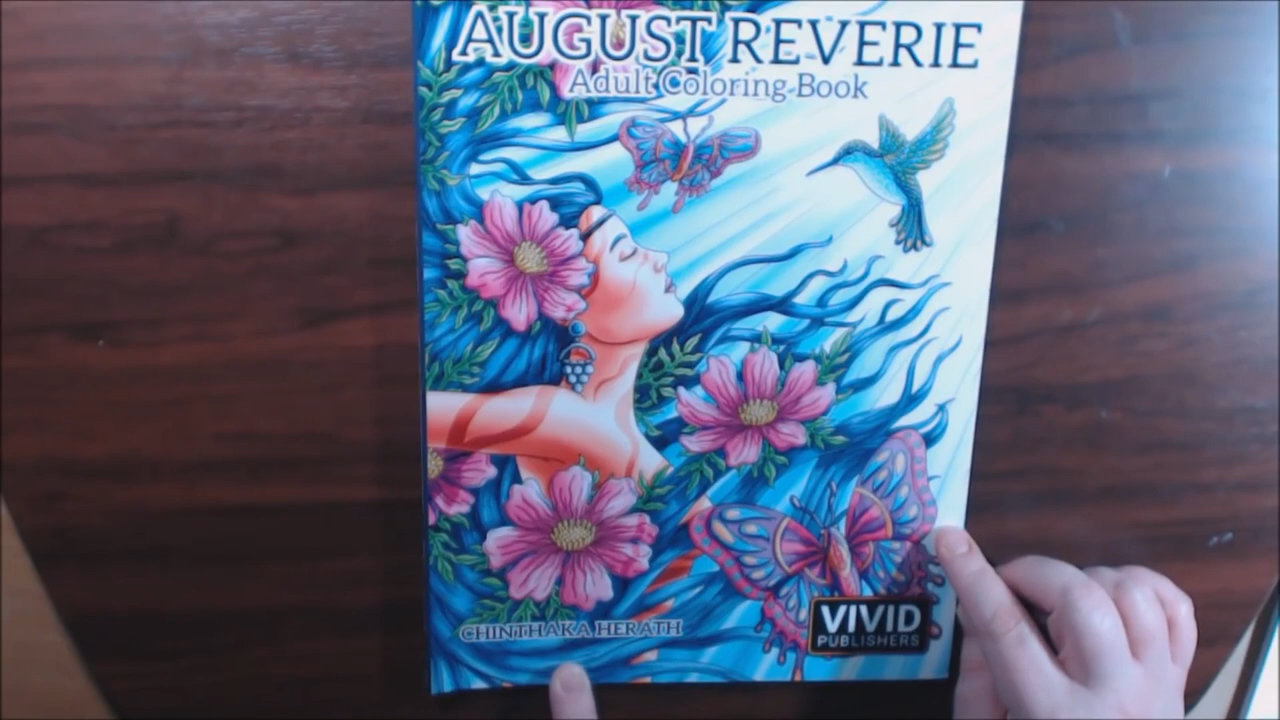 AUGUST REVERIE
Adult Coloring Book
CHINTHAKA HERATH
VIVID
PUBLISHERS